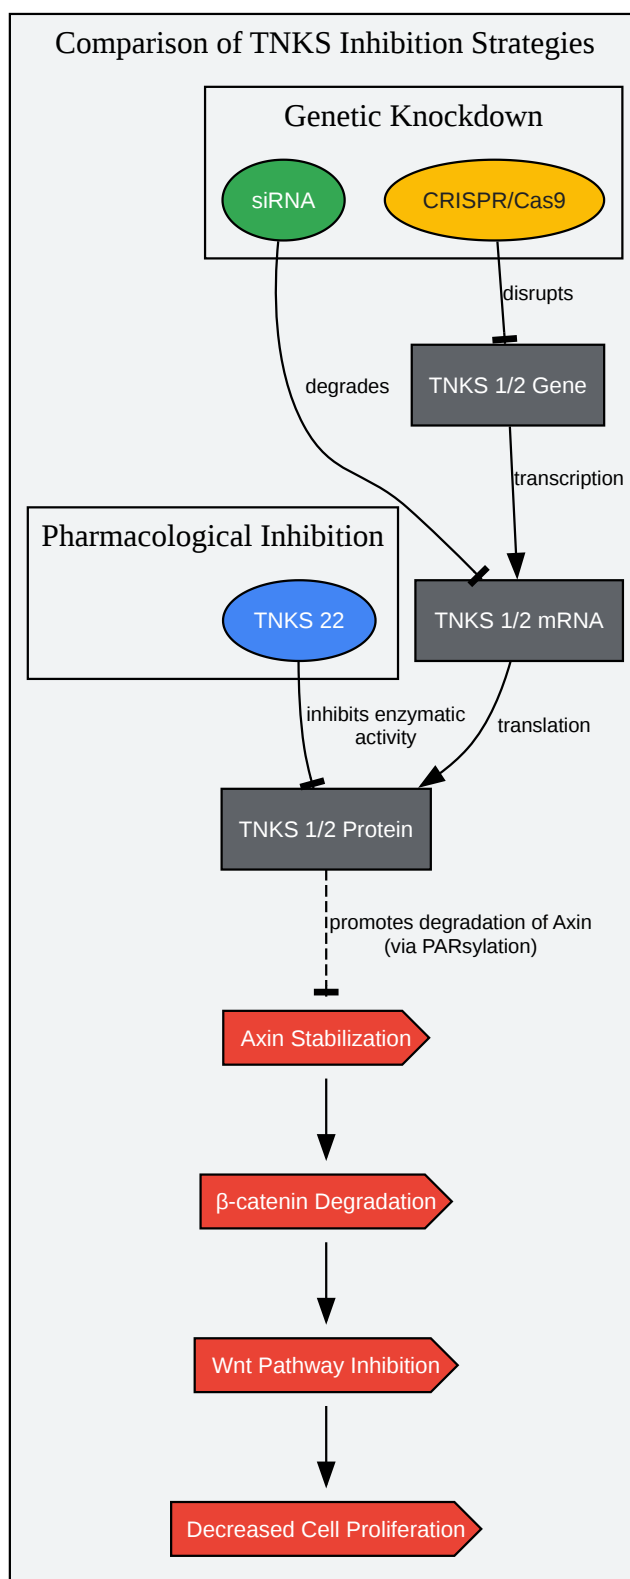 Comparison of TNKS Inhibition Strategies
Genetic Knockdown
siRNA
CRISPR/Cas9
disrupts
degrades
TNKS 1/2 Gene
transcription
Pharmacological Inhibition
TNKS 22
TNKS 1/2 mRNA
inhibits enzymatic
activity
translation
TNKS 1/2 Protein
promotes degradation of Axin
(via PARsylation)
Axin Stabilization
β-catenin Degradation
Wnt Pathway Inhibition
Decreased Cell Proliferation